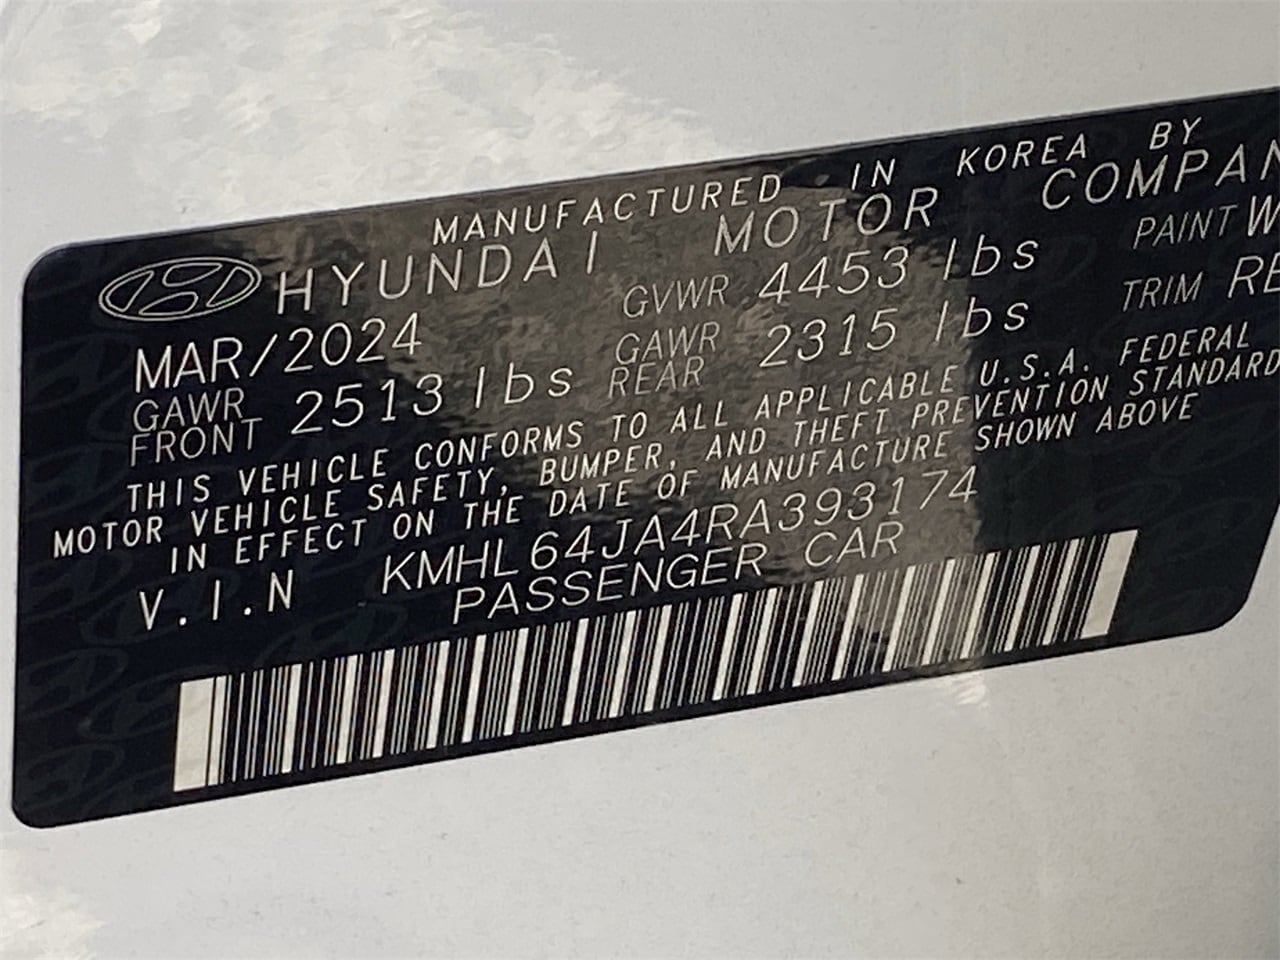 MANUFACTURED IN KOREA BY
HYUNDAI MOTOR COMPAN
MAR/2024 GVWR 4453 lbs PAINT W
GAWR FRONT 2513 lbs GAWR REAR 2315 lbs TRIM RE
THIS VEHICLE CONFORMS TO ALL APPLICABLE U.S.A. FEDERAL
MOTOR VEHICLE SAFETY, BUMPER, AND THEFT PREVENTION STANDARD
IN EFFECT ON THE DATE OF MANUFACTURE SHOWN ABOVE
V.I.N KMHL64JA4RA393174
PASSENGER CAR